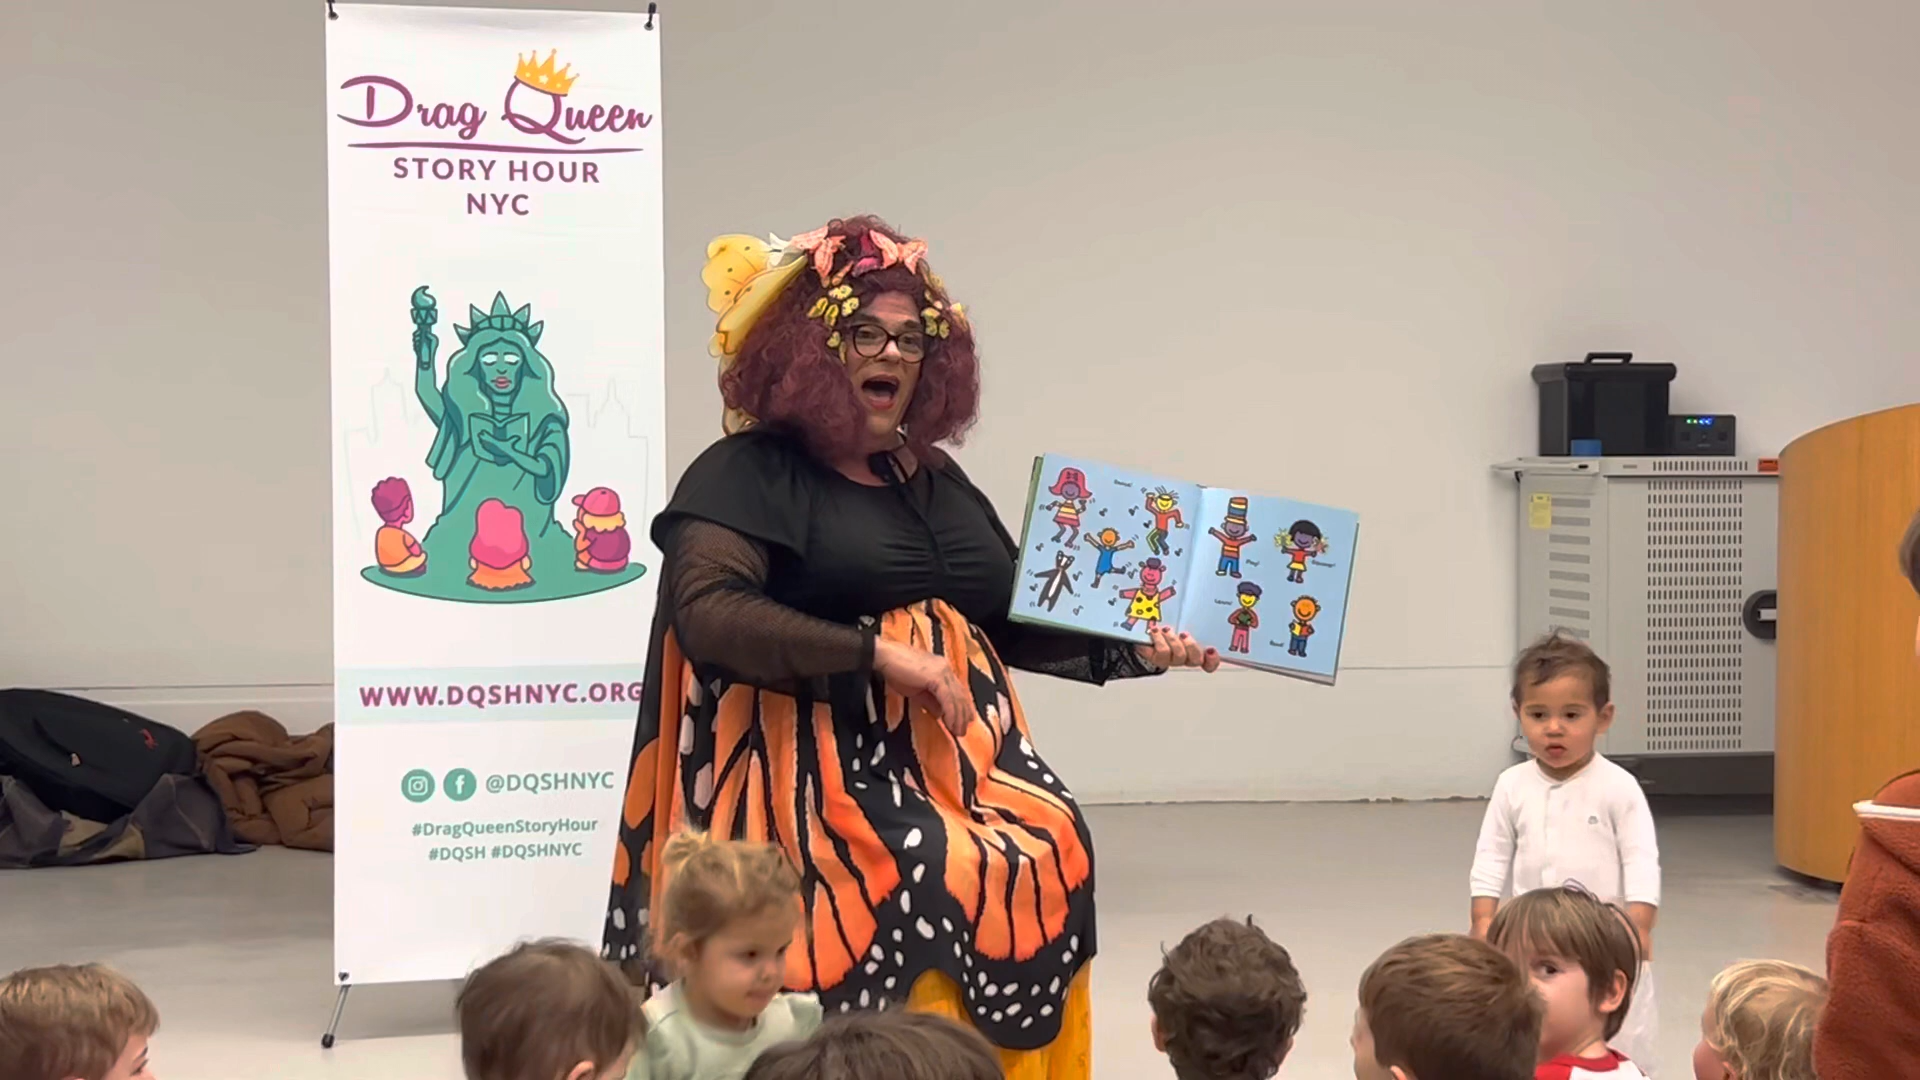 Drag Queen
STORY HOUR
NYC
WWW.DQSHNYC.ORG
@DQSHNYC
#DragQueenStoryHour
#DQSH #DQSHNYC